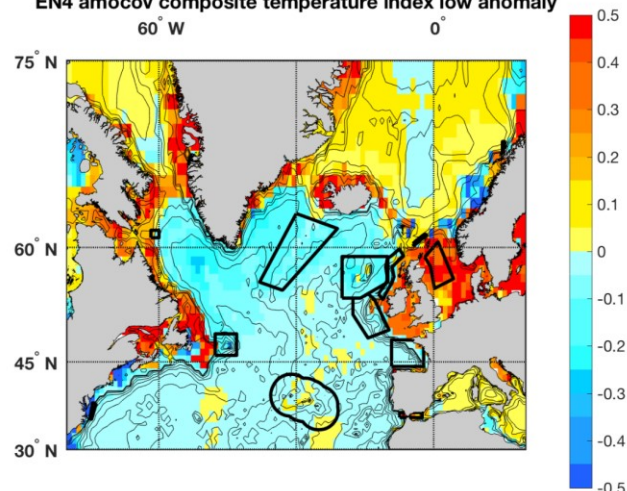 EN4 amocov composite temperature index low anomaly
60° W
0°
75° N
60° N
45° N
30° N
0.5
0.4
0.3
0.2
0.1
0
-0.1
-0.2
-0.3
-0.4
-0.5